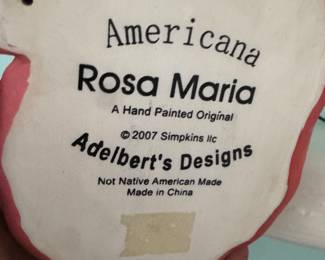 Americana
Rosa Maria
A Hand Painted Original
© 2007 Simpkins llc
Adelbert's Designs
Not Native American Made
Made in China